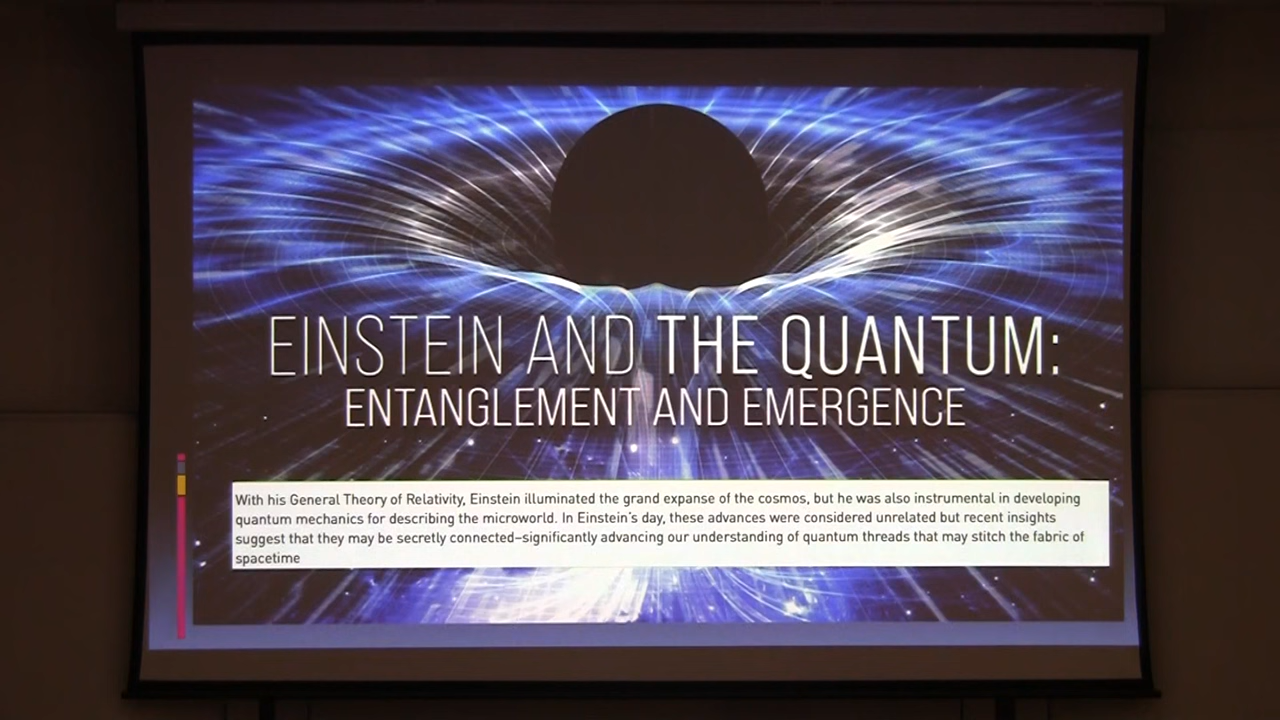 EINSTEIN AND THE QUANTUM:
ENTANGLEMENT AND EMERGENCE
With his General Theory of Relativity, Einstein illuminated the grand expanse of the cosmos, but he was also instrumental in developing
quantum mechanics for describing the microworld. In Einstein's day, these advances were considered unrelated but recent insights
suggest that they may be secretly connected–significantly advancing our understanding of quantum threads that may stitch the fabric of
spacetime